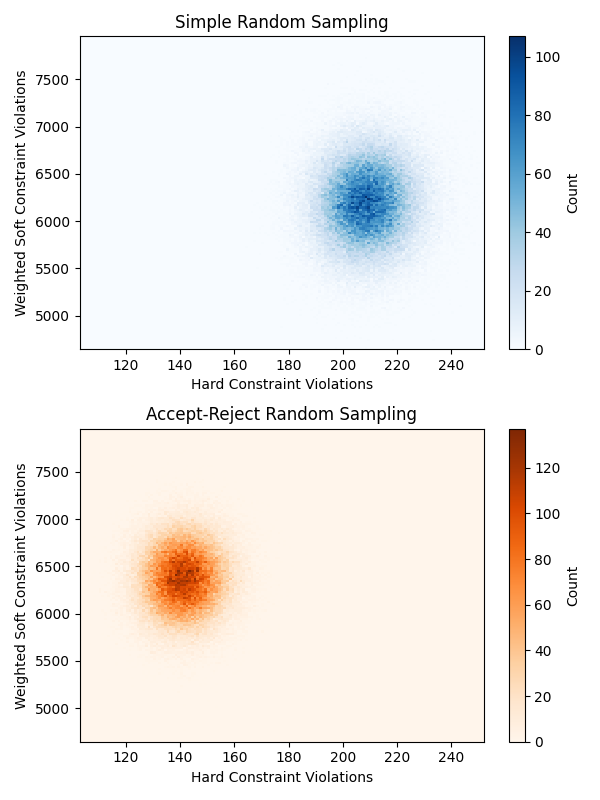 Simple Random Sampling
Weighted Soft Constraint Violations
7500
7000
6500
6000
5500
5000
120 140 160 180 200 220 240
Hard Constraint Violations
100
80
60
40
20
0
Count
Accept-Reject Random Sampling
Weighted Soft Constraint Violations
7500
7000
6500
6000
5500
5000
120 140 160 180 200 220 240
Hard Constraint Violations
120
100
80
60
40
20
0
Count